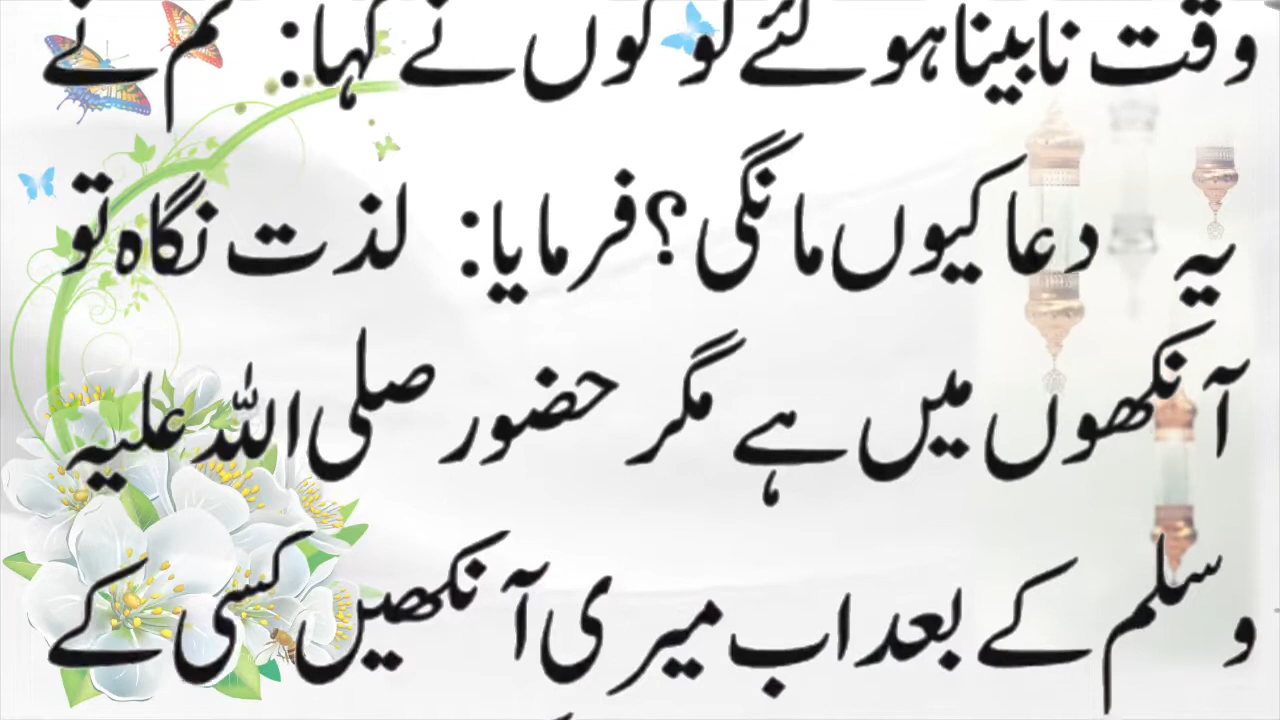 وقت نابینا ہو گئے لوگوں نے کہا: تم نے
یہ دعا کیوں مانگی؟ فرمایا: لذت نگاہ تو
آنکھوں میں ہے مگر حضور صلی اللہ علیہ
وسلم کے بعد اب میری آنکھیں کسی کے